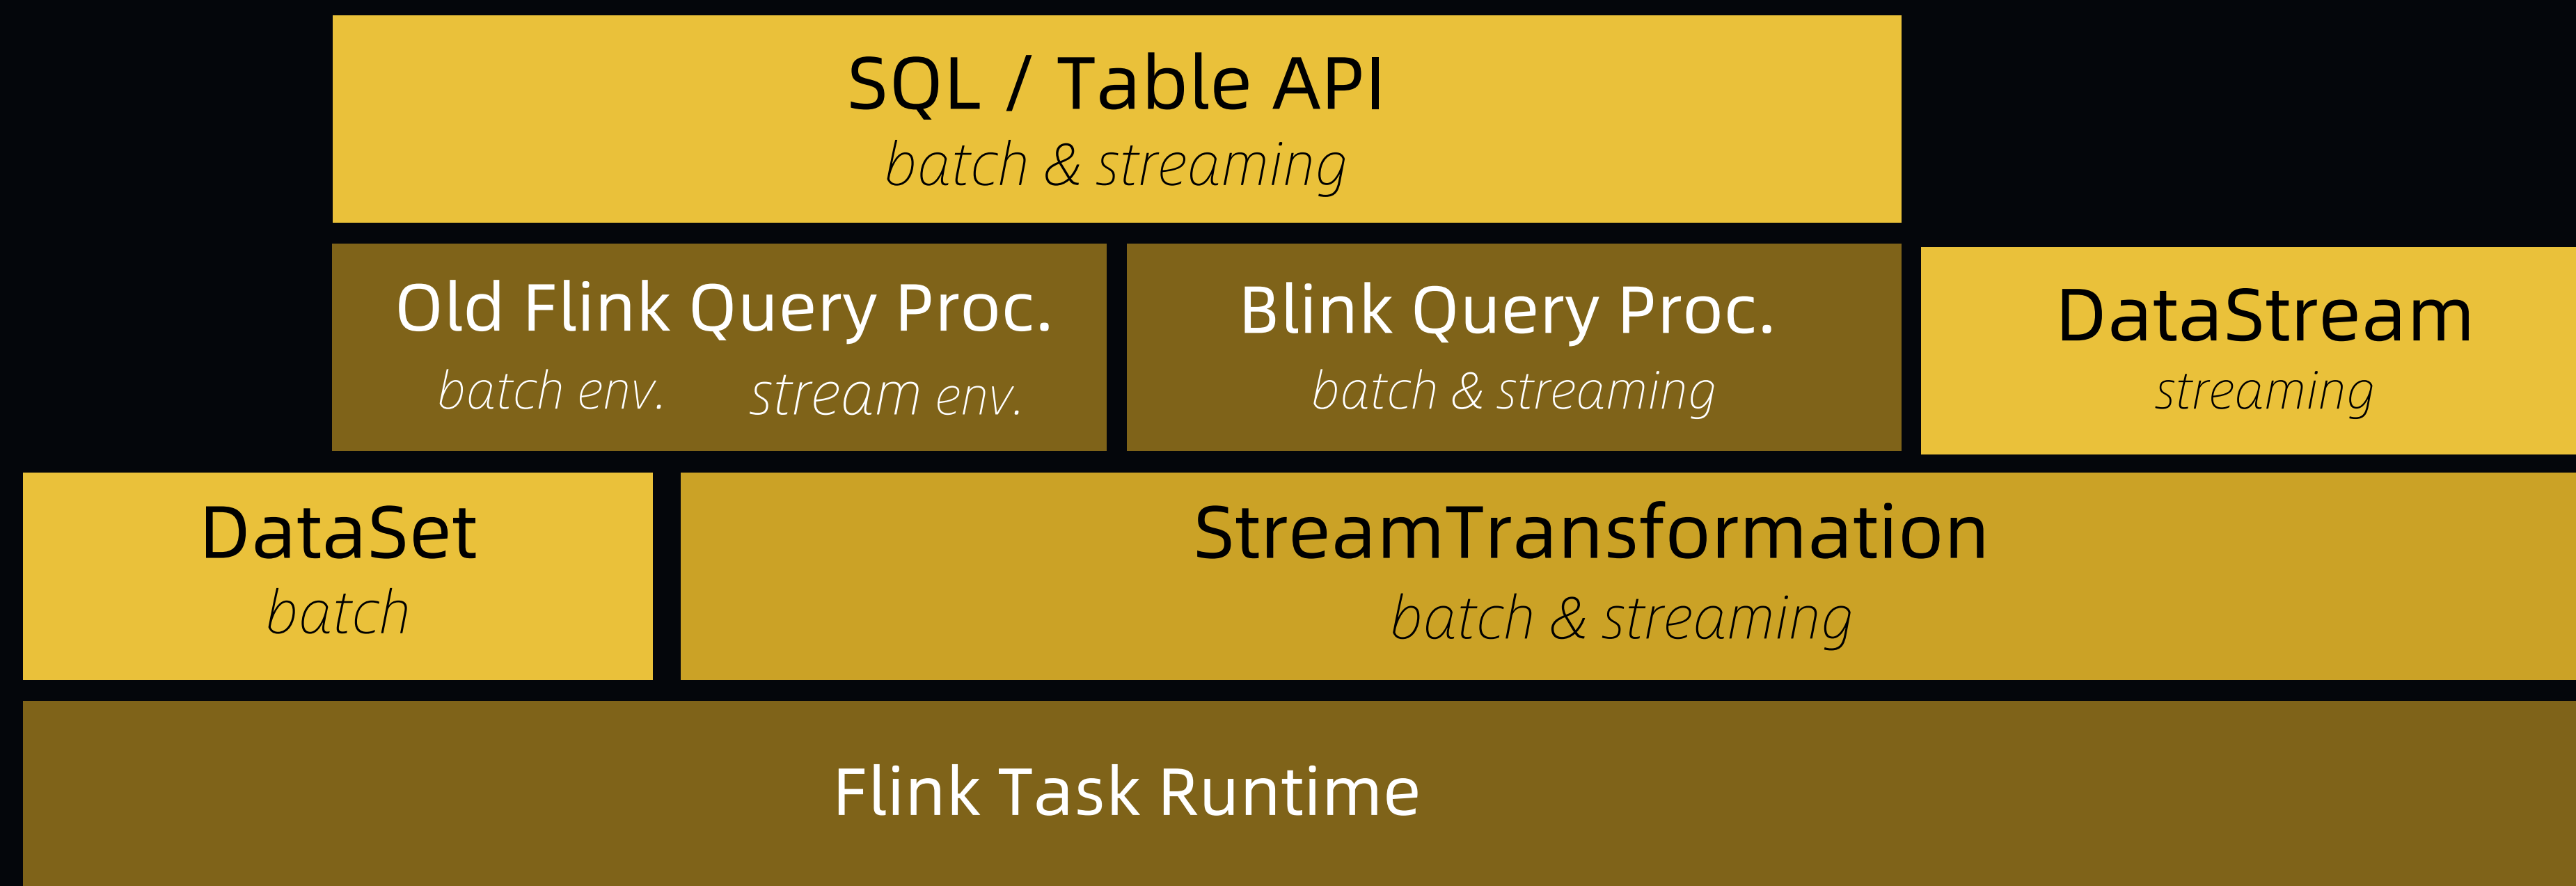 SQL / Table API
batch & streaming
Old Flink Query Proc.
batch env. stream env.
Blink Query Proc.
batch & streaming
DataStream
streaming
DataSet
batch
StreamTransformation
batch & streaming
Flink Task Runtime